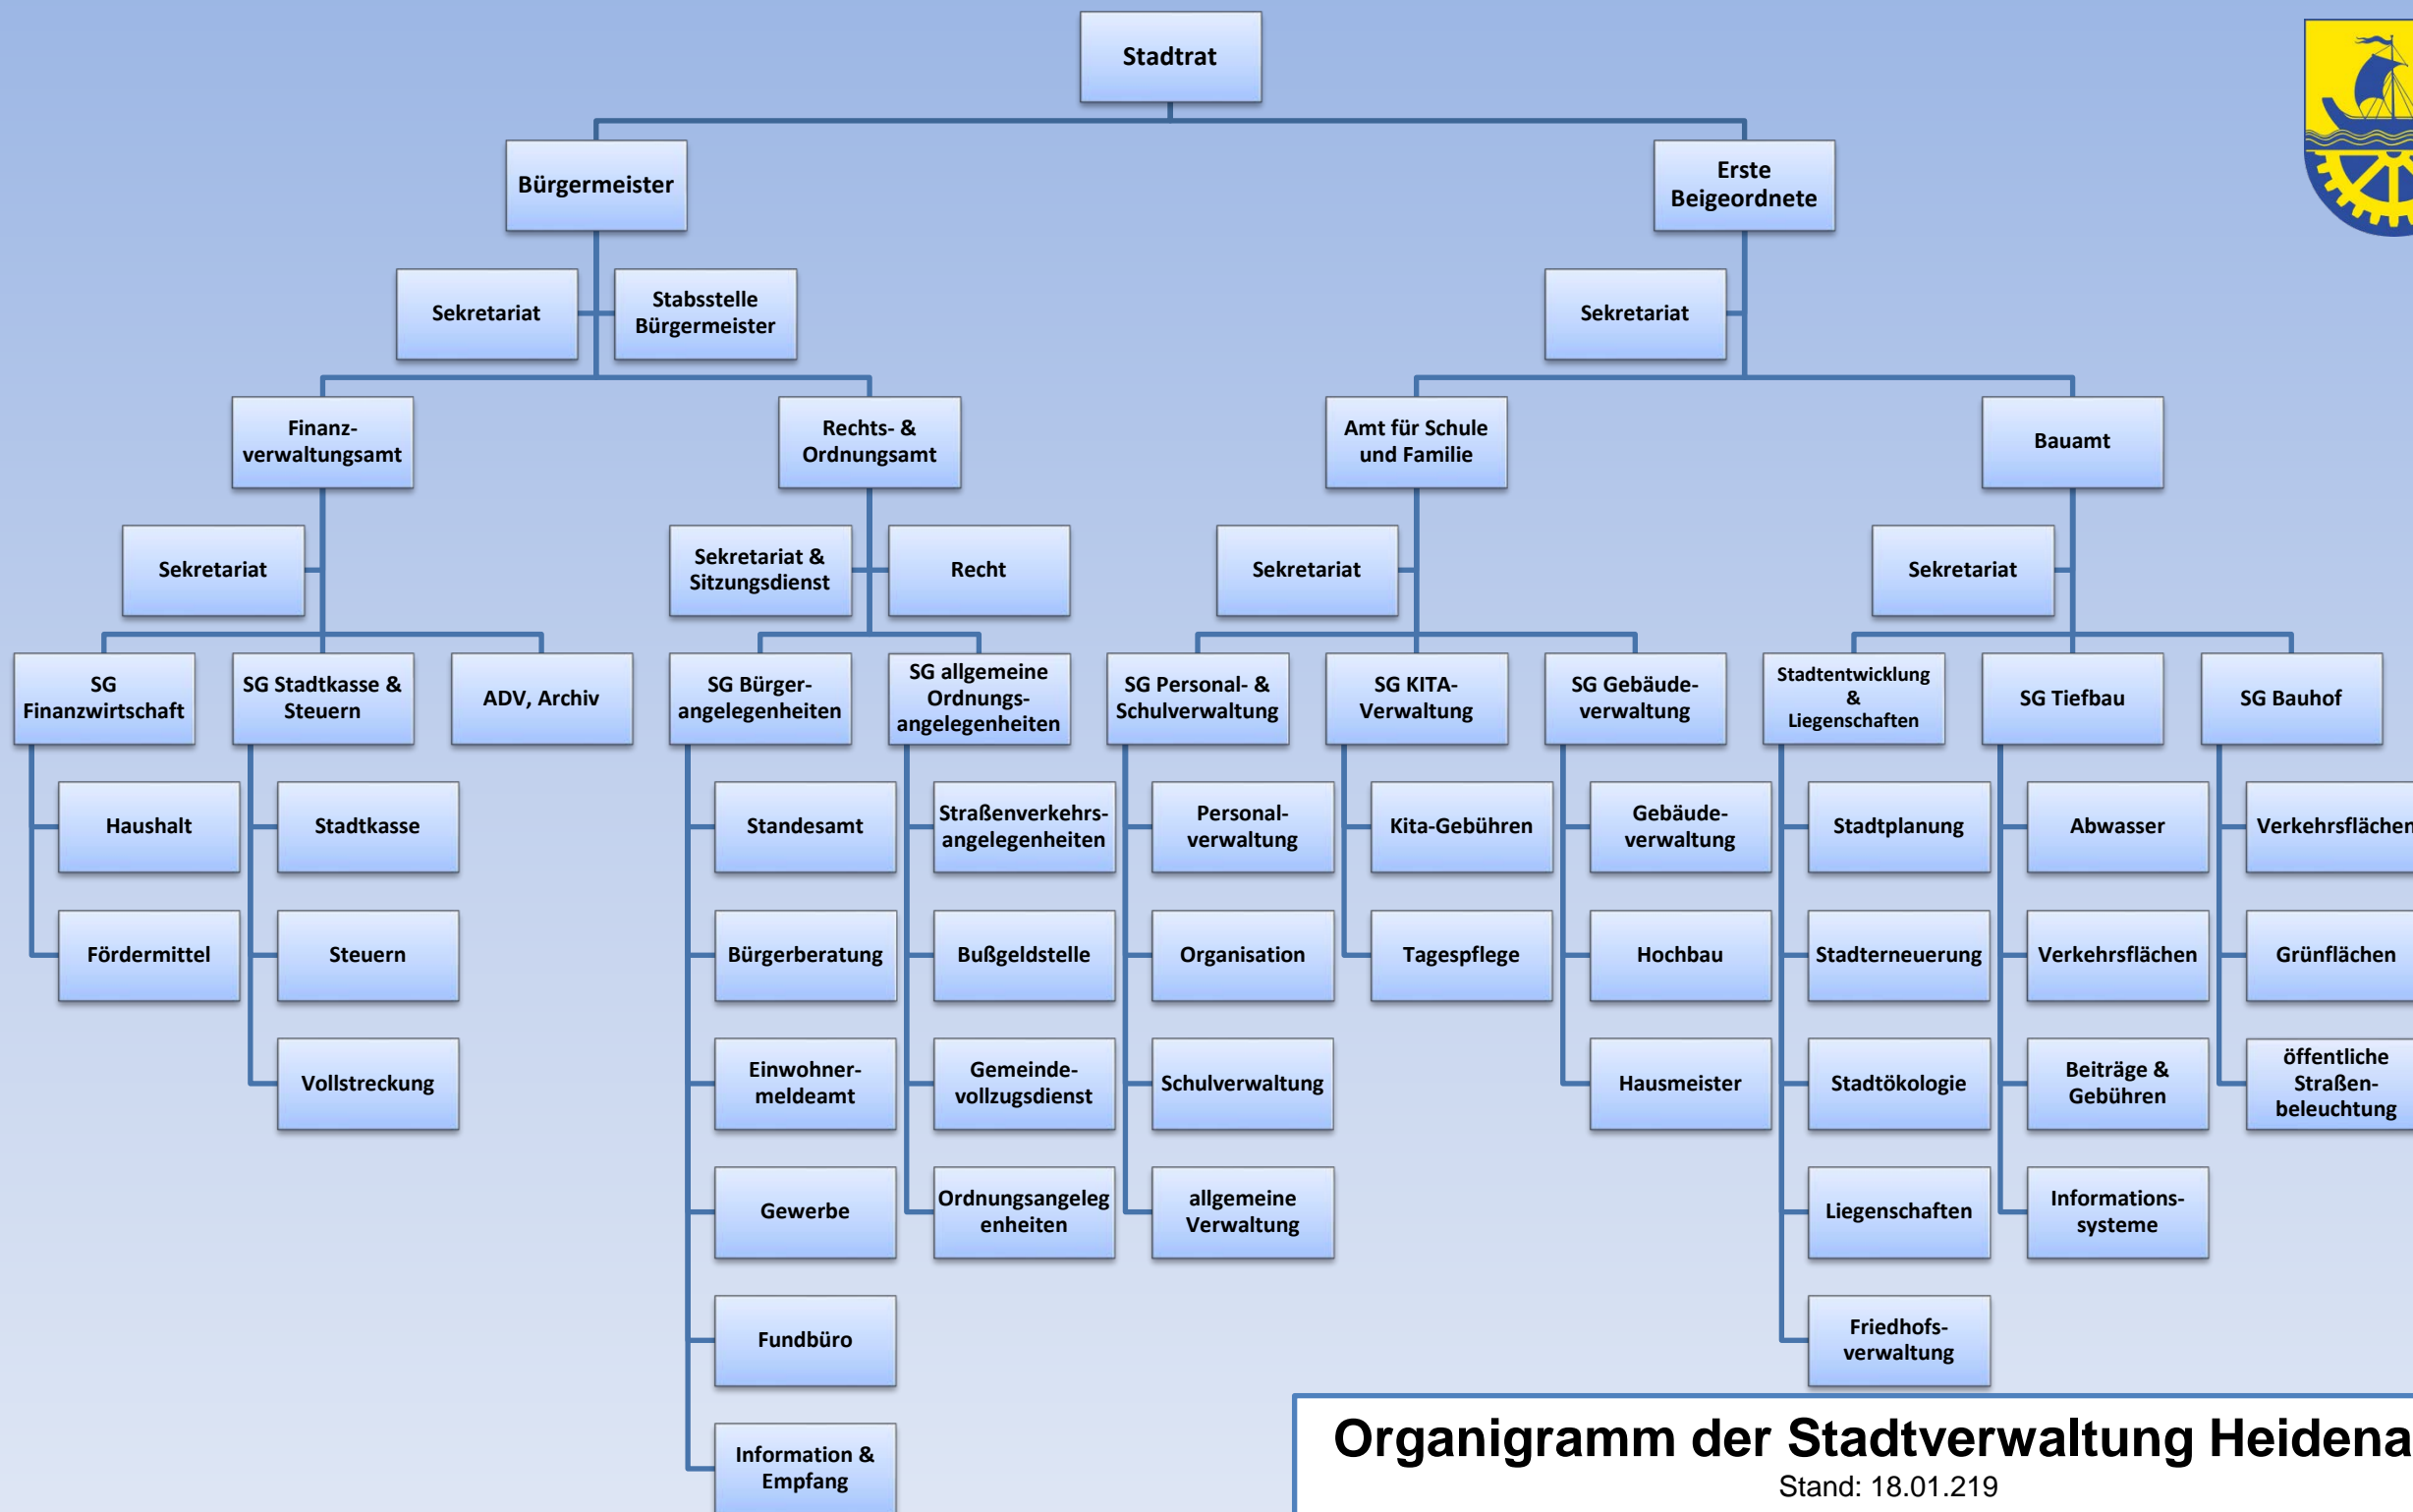 Stadtrat
Bürgermeister
Erste
Beigeordnete
Sekretariat
Stabsstelle
Bürgermeister
Sekretariat
Finanz-
verwaltungsamt
Rechts- &
Ordnungsamt
Amt für Schule
und Familie
Bauamt
Sekretariat
Sekretariat &
Sitzungsdienst
Recht
Sekretariat
Sekretariat
SG
Finanzwirtschaft
SG Stadtkasse &
Steuern
ADV, Archiv
SG Bürger-
angelegenheiten
SG allgemeine
Ordnungs-
angelegenheiten
SG Personal- &
Schulverwaltung
SG KITA-
Verwaltung
SG Gebäude-
verwaltung
Stadtentwicklung
&
Liegenschaften
SG Tiefbau
SG Bauhof
Haushalt
Stadtkasse
Standesamt
Straßenverkehrs-
angelegenheiten
Personal-
verwaltung
Kita-Gebühren
Gebäude-
verwaltung
Stadtplanung
Abwasser
Verkehrsflächen
Fördermittel
Steuern
Bürgerberatung
Bußgeldstelle
Organisation
Tagespflege
Hochbau
Stadterneuerung
Verkehrsflächen
Grünflächen
Vollstreckung
Einwohner-
meldeamt
Gemeinde-
vollzugsdienst
Schulverwaltung
Hausmeister
Stadtökologie
Beiträge &
Gebühren
öffentliche
Straßen-
beleuchtung
Gewerbe
Ordnungsangeleg
enheiten
allgemeine
Verwaltung
Liegenschaften
Informations-
systeme
Fundbüro
Friedhofs-
verwaltung
Information &
Empfang
Organigramm der Stadtverwaltung Heidena
Stand: 18.01.219